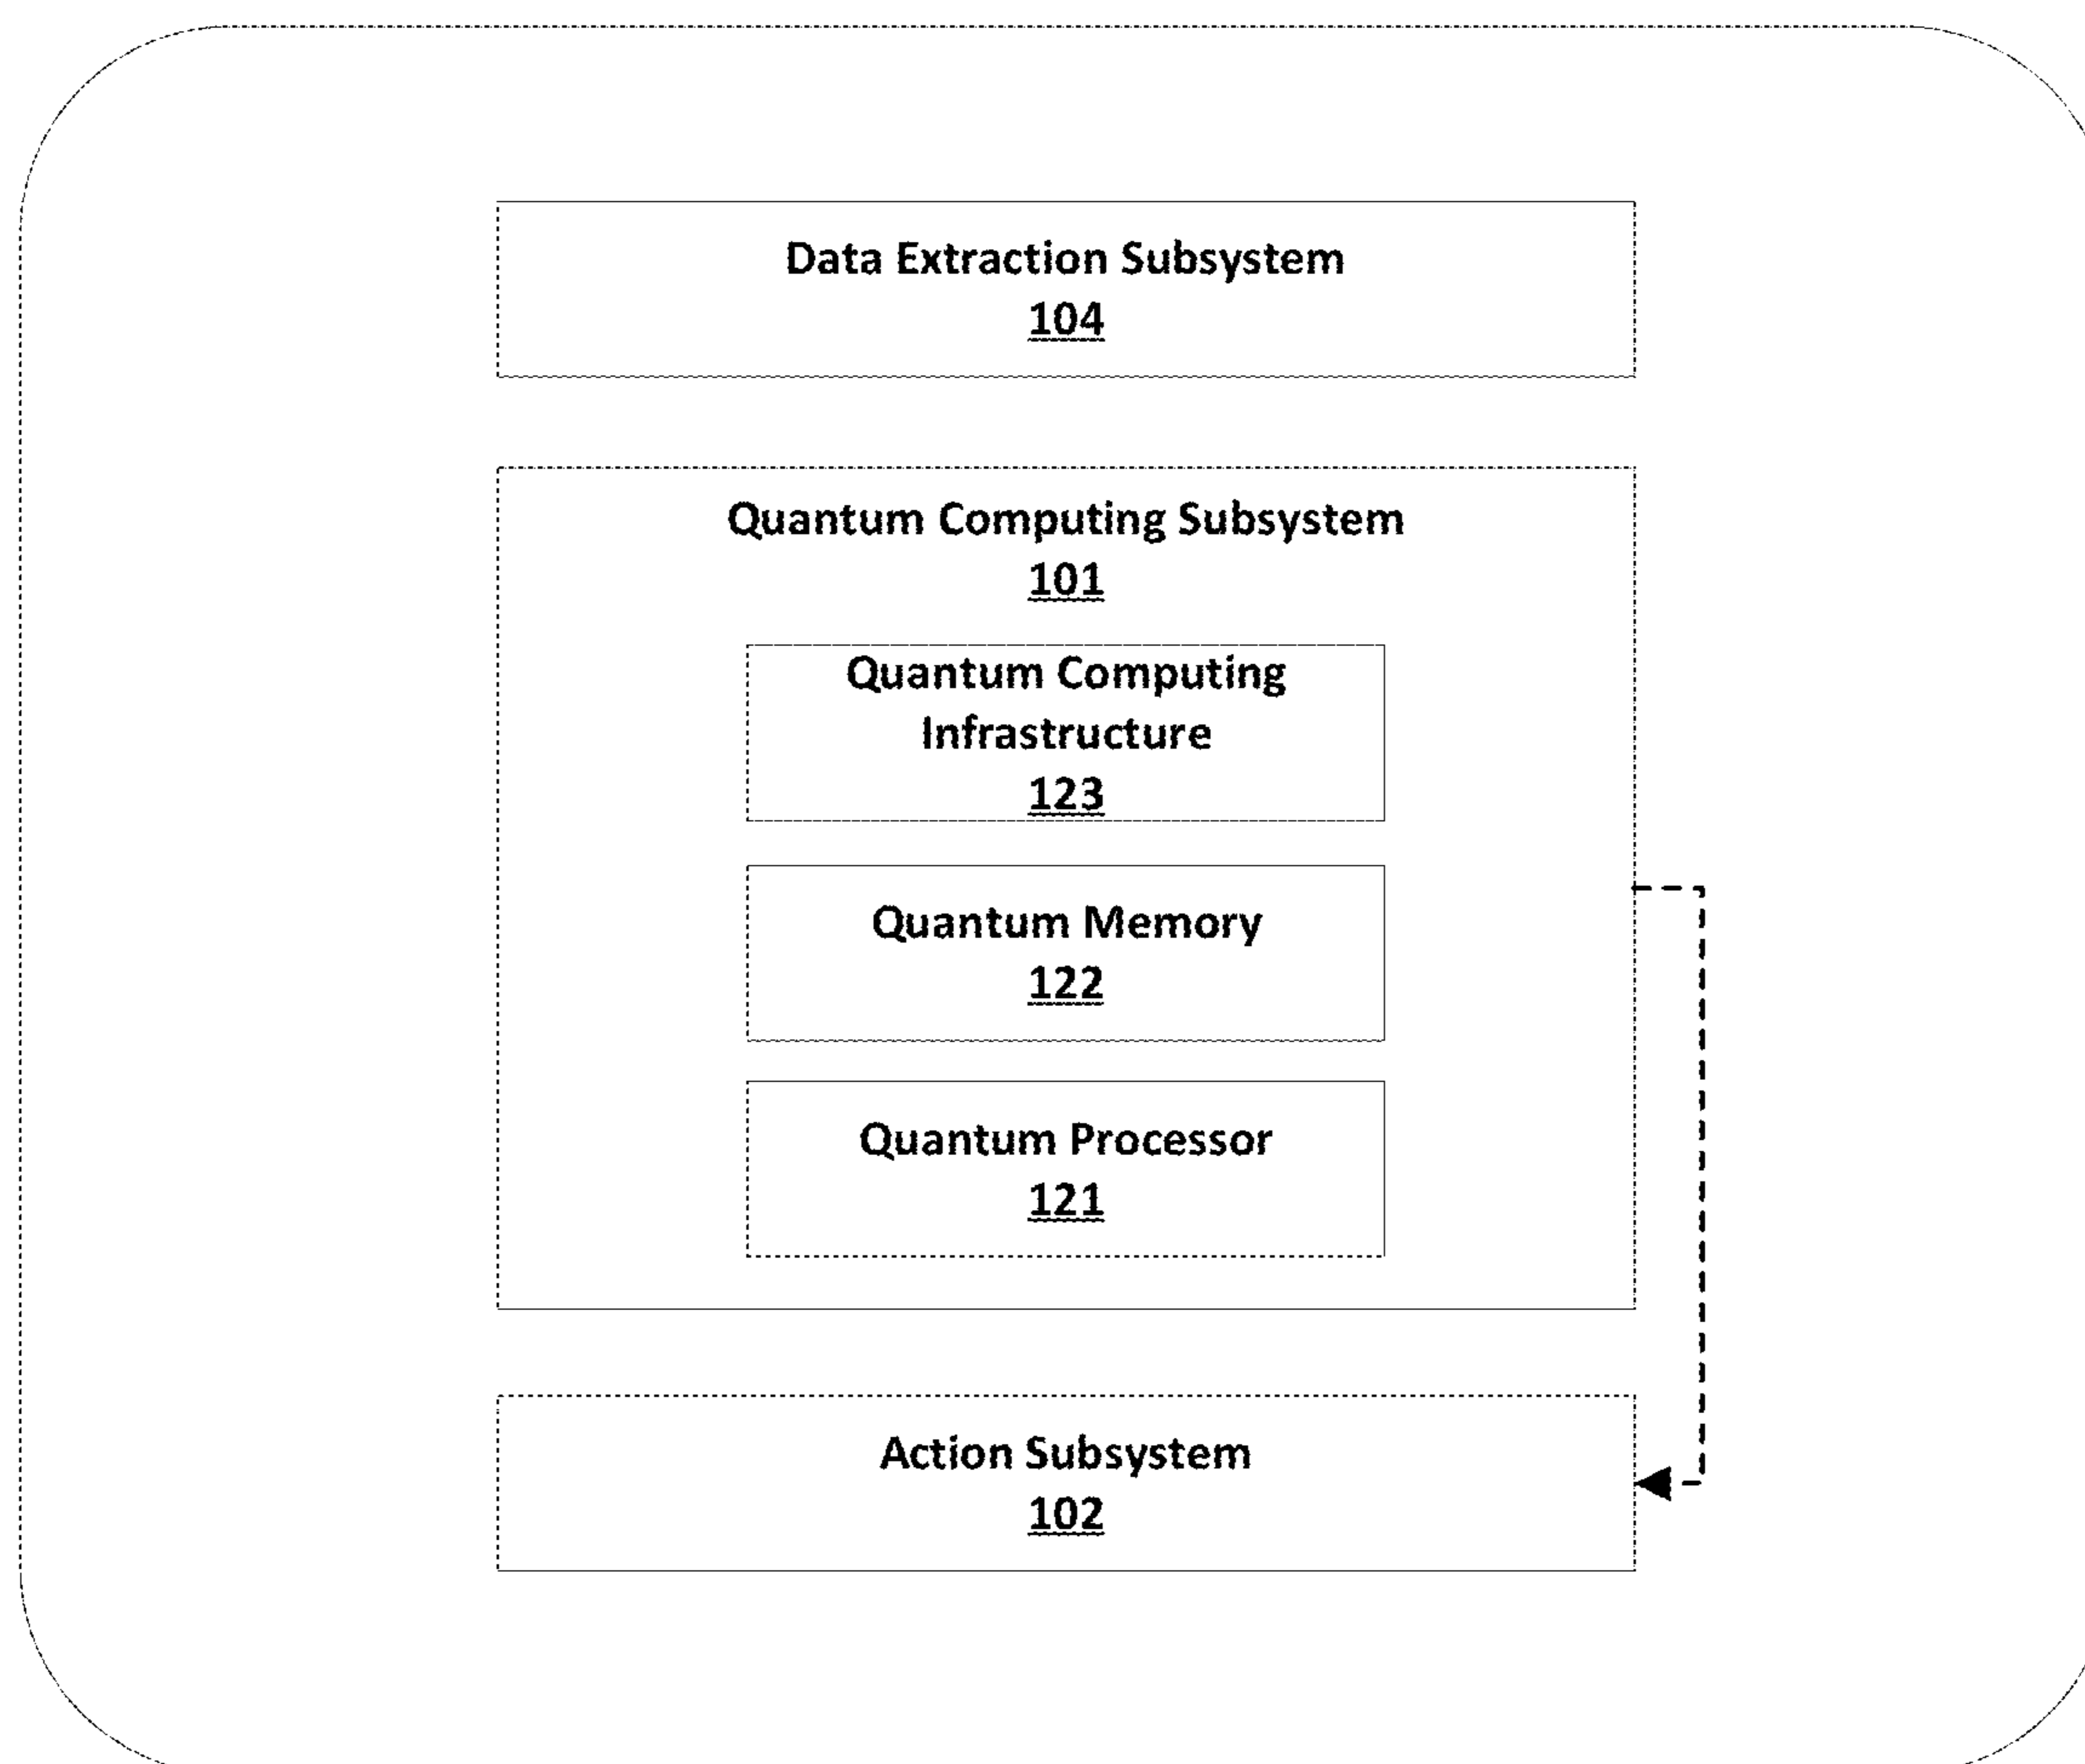 Data Extraction Subsystem
104
Quantum Computing Subsystem
101
Quantum Computing
Infrastructure
123
Quantum Memory
122
Quantum Processor
121
Action Subsystem
102